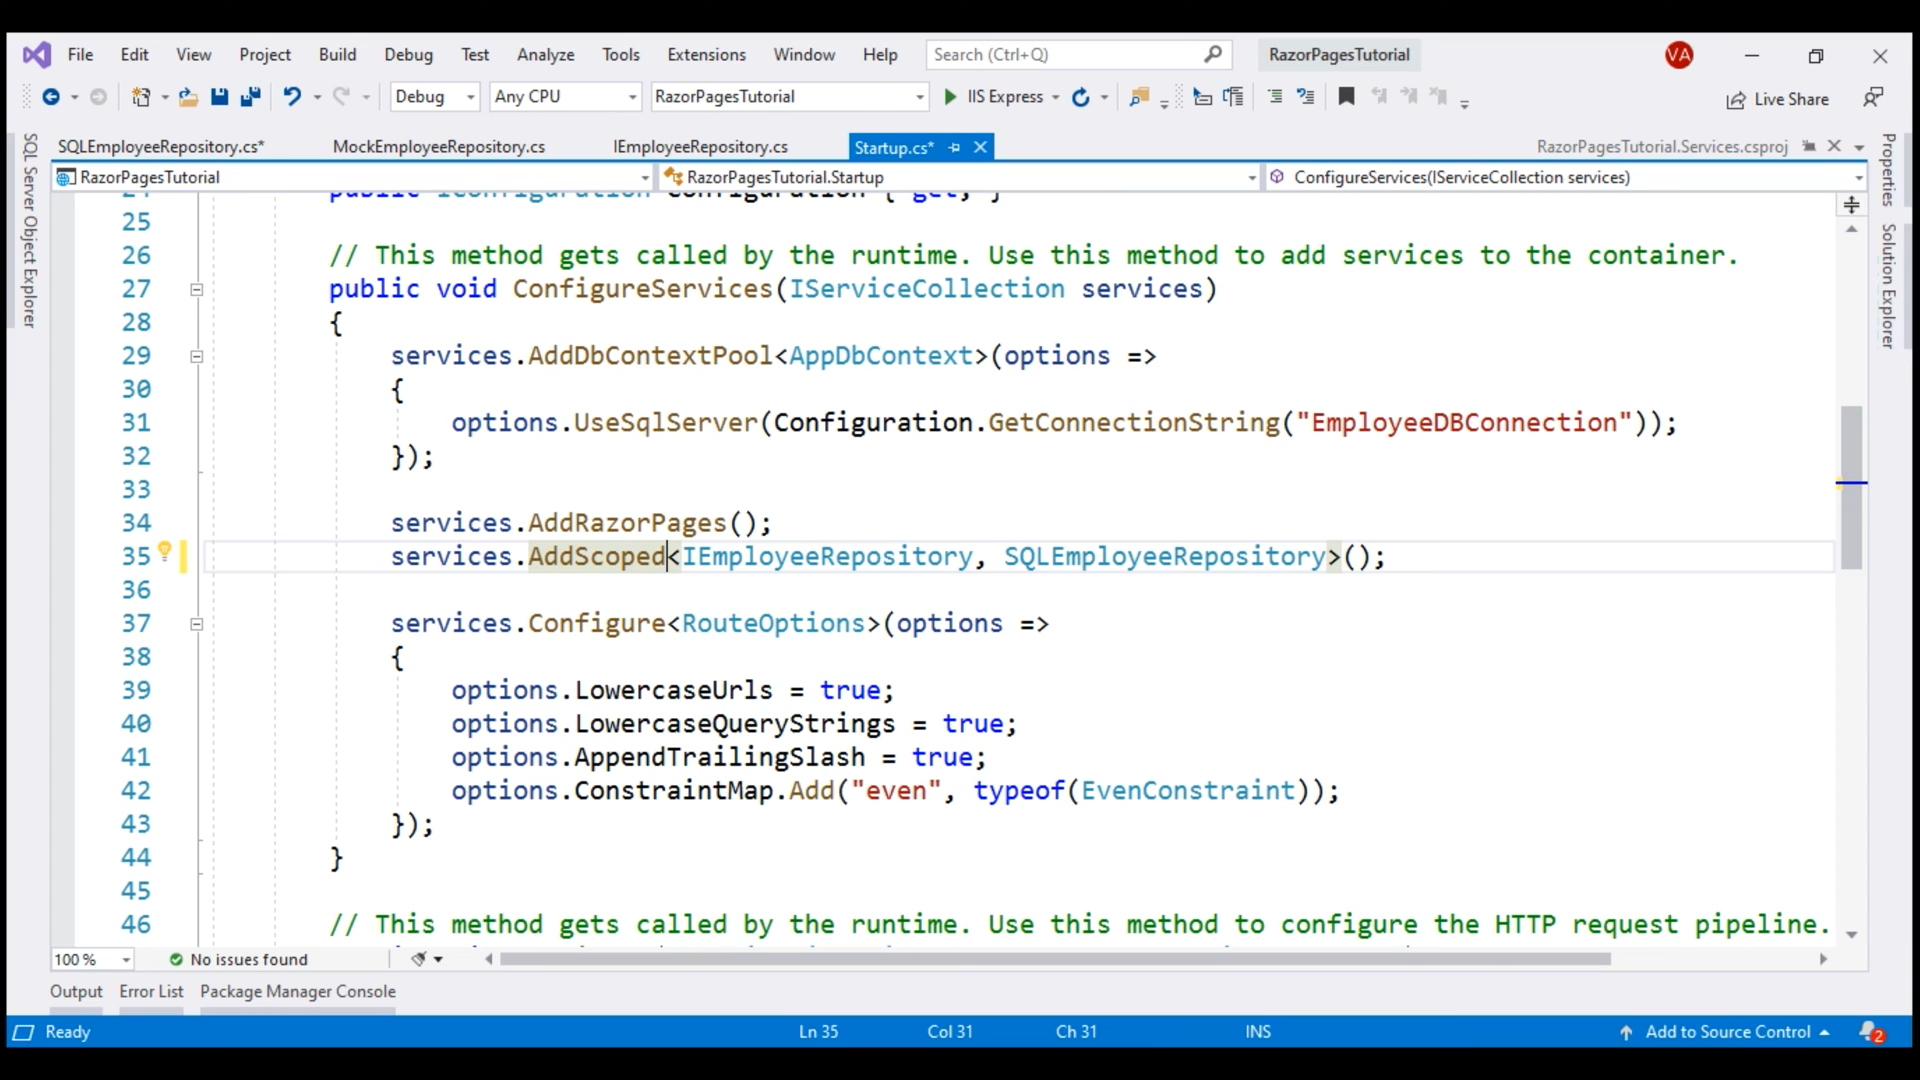 File Edit View Project Build Debug Test Analyze Tools Extensions Window Help Search (Ctrl+Q) RazorPagesTutorial VA
Debug Any CPU RazorPagesTutorial IIS Express Live Share
SQLEmployeeRepository.cs* MockEmployeeRepository.cs IEmployeeRepository.cs Startup.cs* RazorPagesTutorial.Services.csproj
RazorPagesTutorial RazorPagesTutorial.Startup ConfigureServices(IServiceCollection services)
SQL Server Object Explorer
Properties
Solution Explorer
24 public IConfiguration Configuration { get; }
25
26 // This method gets called by the runtime. Use this method to add services to the container.
27 public void ConfigureServices(IServiceCollection services)
28 {
29 services.AddDbContextPool<AppDbContext>(options =>
30 {
31 options.UseSqlServer(Configuration.GetConnectionString("EmployeeDBConnection"));
32 });
33
34 services.AddRazorPages();
35 services.AddScoped<IEmployeeRepository, SQLEmployeeRepository>();
36
37 services.Configure<RouteOptions>(options =>
38 {
39 options.LowercaseUrls = true;
40 options.LowercaseQueryStrings = true;
41 options.AppendTrailingSlash = true;
42 options.ConstraintMap.Add("even", typeof(EvenConstraint));
43 });
44 }
45
46 // This method gets called by the runtime. Use this method to configure the HTTP request pipeline.
100 % No issues found
Output Error List Package Manager Console
Ready Ln 35 Col 31 Ch 31 INS Add to Source Control 2